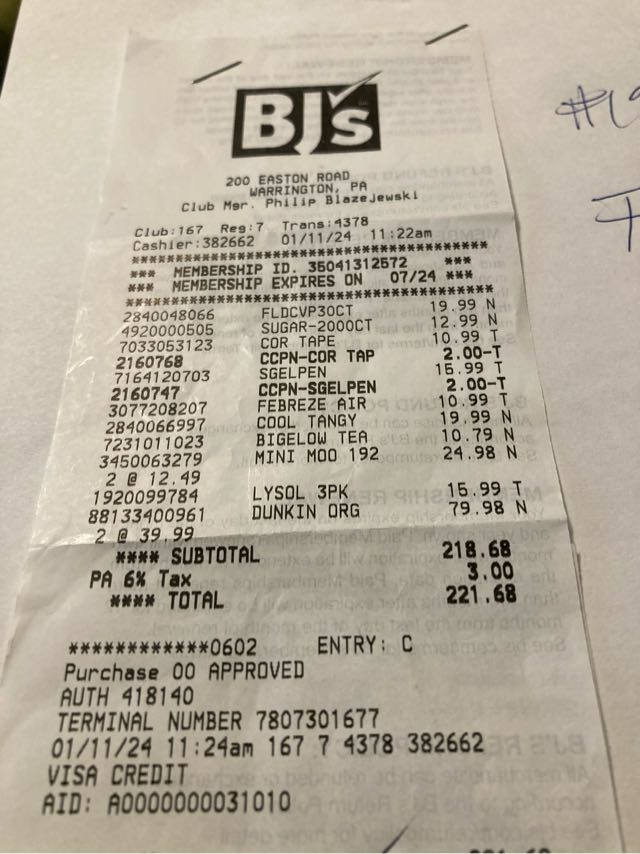 BJ's
200 EASTON ROAD
WARRINGTON, PA
Club Mgr. Philip Blazejewski
Club:167 Reg:7 Trans:4378
Cashier:382662 01/11/24 11:22am
*****************************************
*** MEMBERSHIP ID. 35041312572 ***
*** MEMBERSHIP EXPIRES ON 07/24 ***
*****************************************
2840048066 FLDCVP30CT 19.99 N
4920000505 SUGAR-2000CT 12.99 N
7033053123 COR TAPE 10.99 T
2160768 CCPN-COR TAP 2.00-T
7164120703 SGELPEN 15.99 T
2160747 CCPN-SGELPEN 2.00-T
3077208207 FEBREZE AIR 10.99 T
2840066997 COOL TANGY 19.99 N
7231011023 BIGELOW TEA 10.79 N
3450063279 MINI MOO 192 24.98 N
2 @ 12.49
1920099784 LYSOL 3PK 15.99 T
88133400961 DUNKIN ORG 79.98 N
2 @ 39.99
**** SUBTOTAL 218.68
PA 6% Tax 3.00
**** TOTAL 221.68
************0602 ENTRY: C
Purchase 00 APPROVED
AUTH 418140
TERMINAL NUMBER 7807301677
01/11/24 11:24am 167 7 4378 382662
VISA CREDIT
AID: A0000000031010